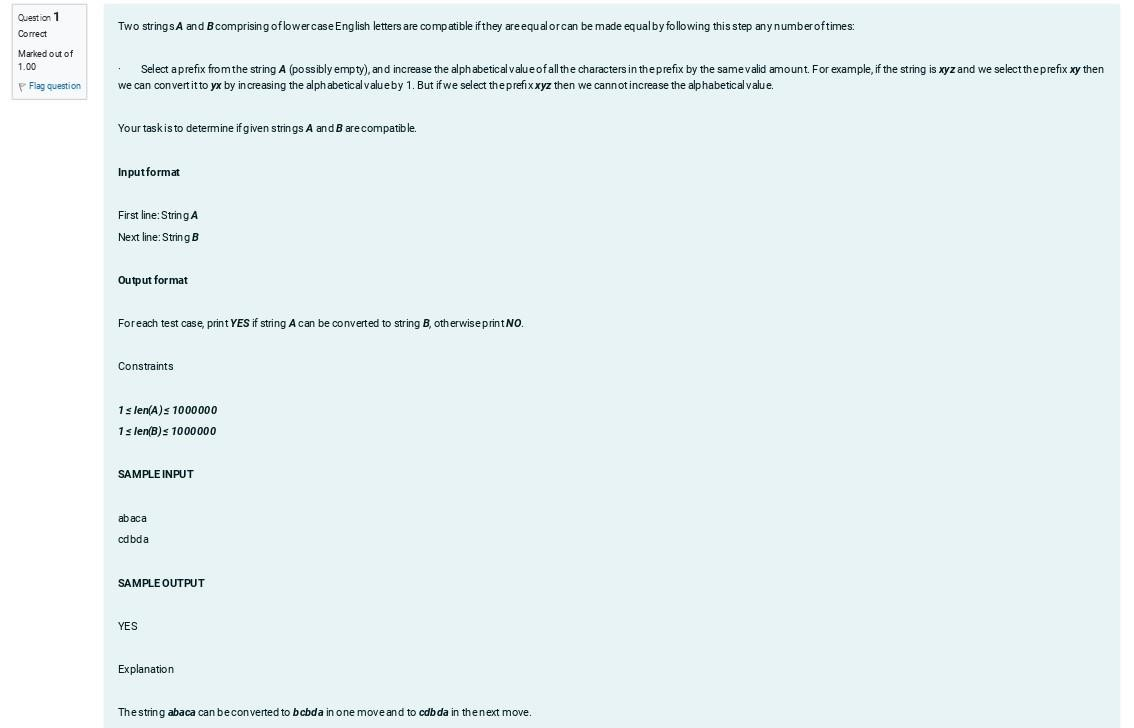 Question 1
Correct
Marked out of
1.00
Flag question
Two strings A and B comprising of lower case English letters are compatible if they are equal or can be made equal by following this step any number of times:
· Select a prefix from the string A (possibly empty), and increase the alphabetical value of all the characters in the prefix by the same valid amount. For example, if the string is xyz and we select the prefix xy then
we can convert it to yx by increasing the alphabetical value by 1. But if we select the prefix xyz then we cannot increase the alphabetical value.
Your task is to determine if given strings A and B are compatible.
Input format
First line: String A
Next line: String B
Output format
For each test case, print YES if string A can be converted to string B, otherwise print NO.
Constraints
1 ≤ len(A) ≤ 1000000
1 ≤ len(B) ≤ 1000000
SAMPLE INPUT
abaca
cdbda
SAMPLE OUTPUT
YES
Explanation
The string abaca can be converted to bcbda in one move and to cdbda in the next move.